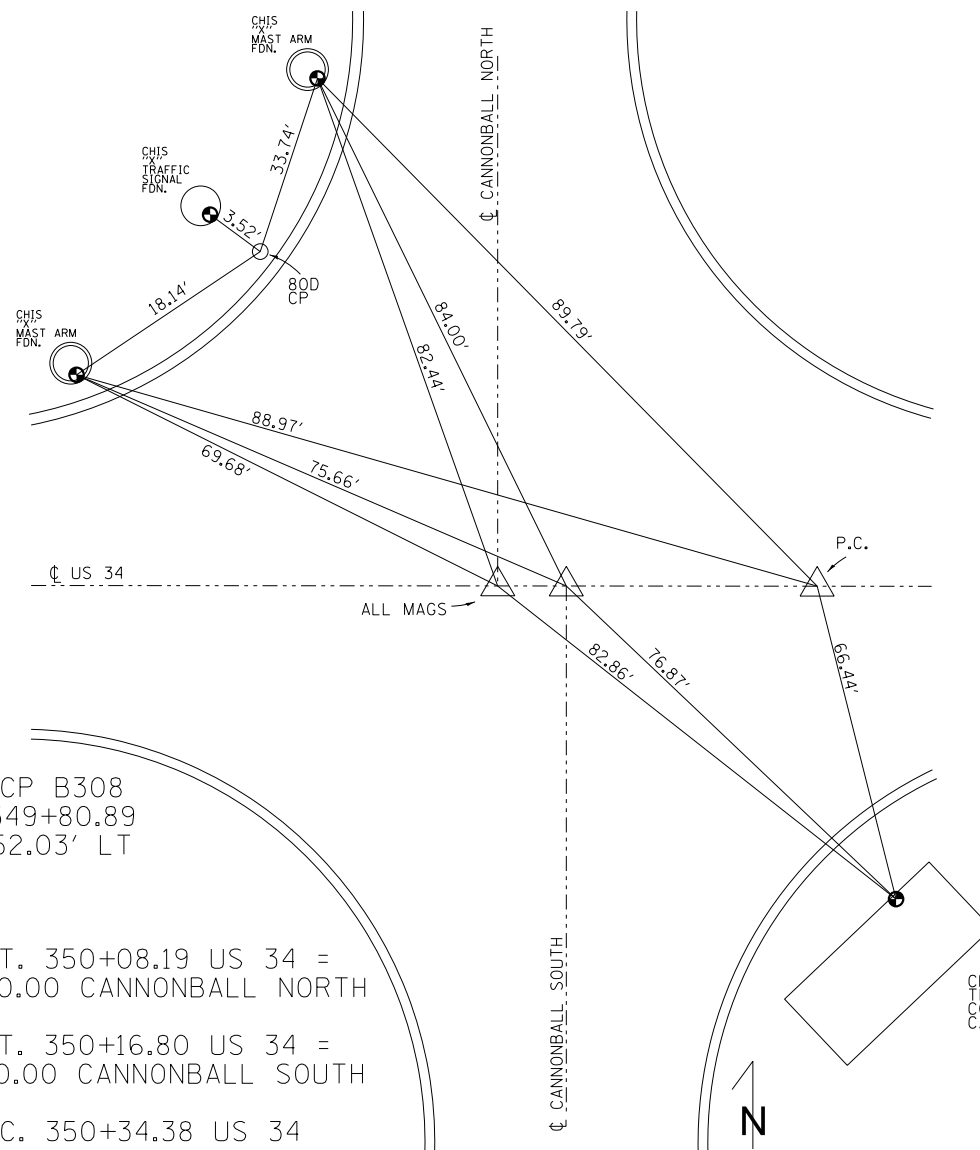 CHIS
"X"
MAST ARM
FDN.
℄ CANNONBALL NORTH
33.74'
CHIS
"X"
TRAFFIC
SIGNAL
FDN.
3.52'
80D
CP
18.14'
CHIS
"X"
MAST ARM
FDN.
84.00'
82.44'
89.79'
88.97'
69.68'
75.66'
℄ US 34
P.C.
ALL MAGS
82.86'
76.87'
66.44'
CP B308
49+80.89
52.03' LT
T. 350+08.19 US 34 =
0.00 CANNONBALL NORTH
T. 350+16.80 US 34 =
0.00 CANNONBALL SOUTH
C. 350+34.38 US 34
℄ CANNONBALL SOUTH
N